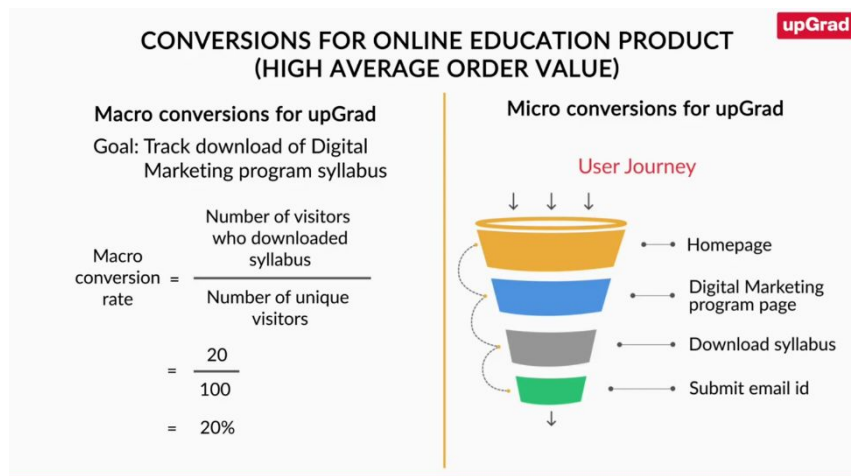 upGrad
CONVERSIONS FOR ONLINE EDUCATION PRODUCT
(HIGH AVERAGE ORDER VALUE)
Macro conversions for upGrad
Goal: Track download of Digital
Marketing program syllabus
Macro
conversion
rate
=
Number of visitors
who downloaded
syllabus
Number of unique
visitors
=
20
100
= 20%
Micro conversions for upGrad
User Journey
Homepage
Digital Marketing
program page
Download syllabus
Submit email id